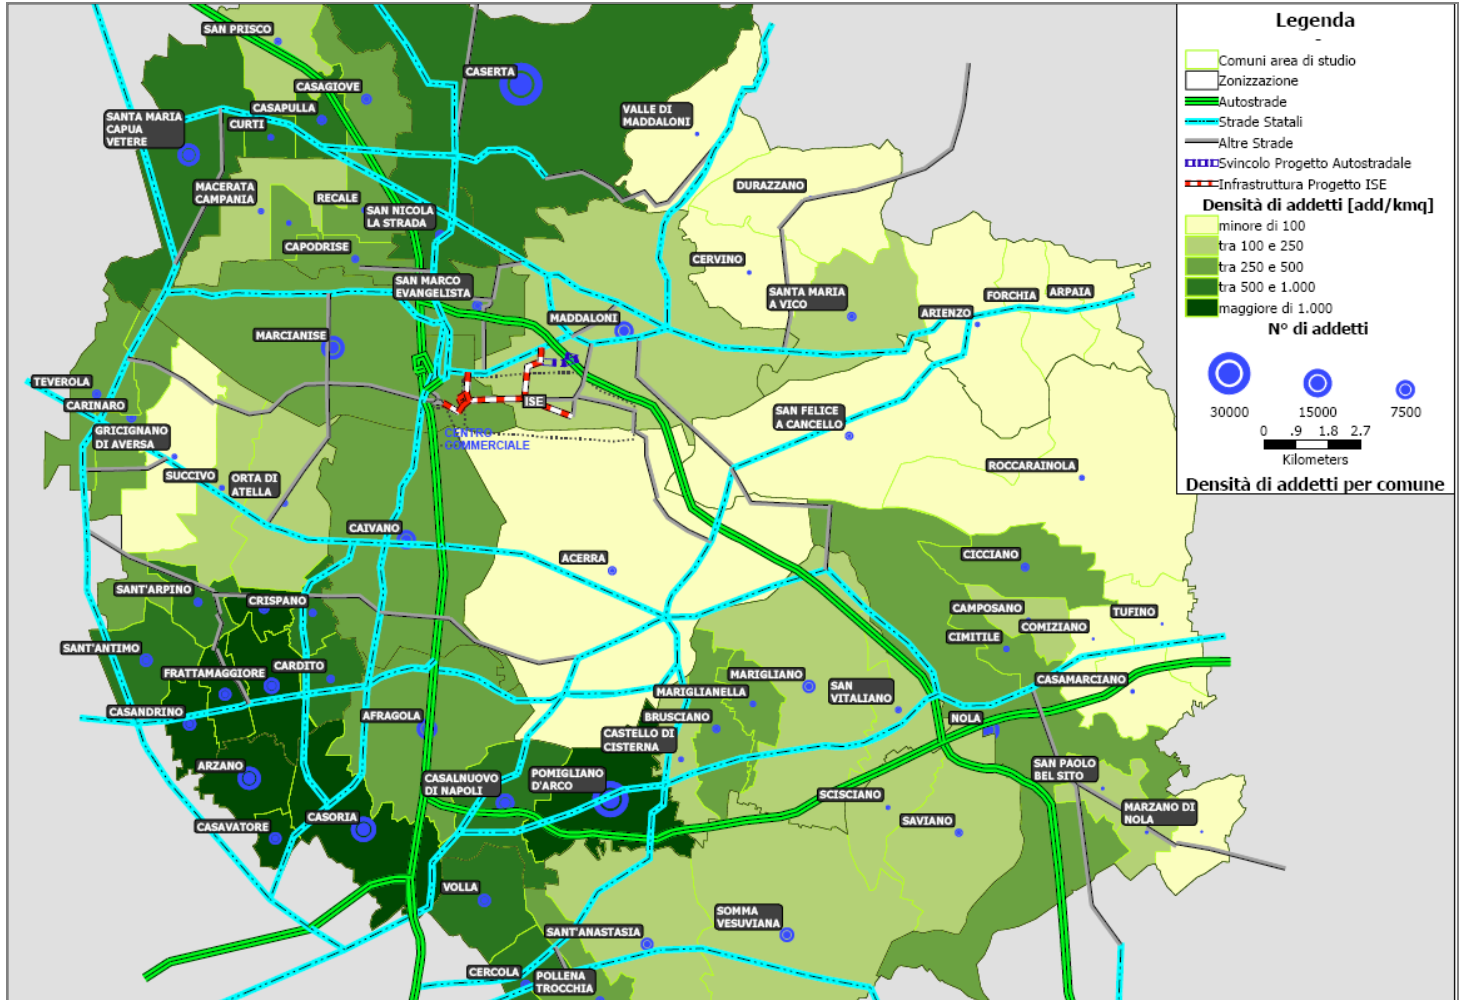 SAN PRISCO
CASERTA
CASAGIOVE
CASAPULLA
CURTI
SANTA MARIA
CAPUA
VETERE
VALLE DI
MADDALONI
MACERATA
CAMPANIA
RECALE
SAN NICOLA
LA STRADA
DURAZZANO
CAPODRISE
CERVINO
SAN MARCO
EVANGELISTA
SANTA MARIA
A VICO
FORCHIA
ARPAIA
ARIENZO
MADDALONI
MARCIANISE
TEVEROLA
CARINARO
GRICIGNANO
DI AVERSA
ISE
CENTRO
COMMERCIALE
SAN FELICE
A CANCELLO
ROCCARAINOLA
SUCCIVO
ORTA DI
ATELLA
CAIVANO
ACERRA
CICCIANO
SANT'ARPINO
CRISPANO
CAMPOSANO
COMIZIANO
TUFINO
CIMITILE
SANT'ANTIMO
FRATTAMAGGIORE
CARDITO
MARIGLIANO
MARIGLIANELLA
SAN
VITALIANO
CASAMARCIANO
CASANDRINO
AFRAGOLA
BRUSCIANO
CASTELLO DI
CISTERNA
NOLA
ARZANO
CASALNUOVO
DI NAPOLI
POMIGLIANO
D'ARCO
SAN PAOLO
BEL SITO
SCISCIANO
MARZANO DI
NOLA
CASAVATORE
CASORIA
SAVIANO
VOLLA
SOMMA
VESUVIANA
SANT'ANASTASIA
CERCOLA
POLLENA
TROCCHIA
Legenda
-
Comuni area di studio
Zonizzazione
Autostrade
Strade Statali
Altre Strade
Svincolo Progetto Autostradale
Infrastruttura Progetto ISE
Densità di addetti [add/kmq]
minore di 100
tra 100 e 250
tra 250 e 500
tra 500 e 1.000
maggiore di 1.000
N° di addetti
30000 15000 7500
0 .9 1.8 2.7
Kilometers
Densità di addetti per comune